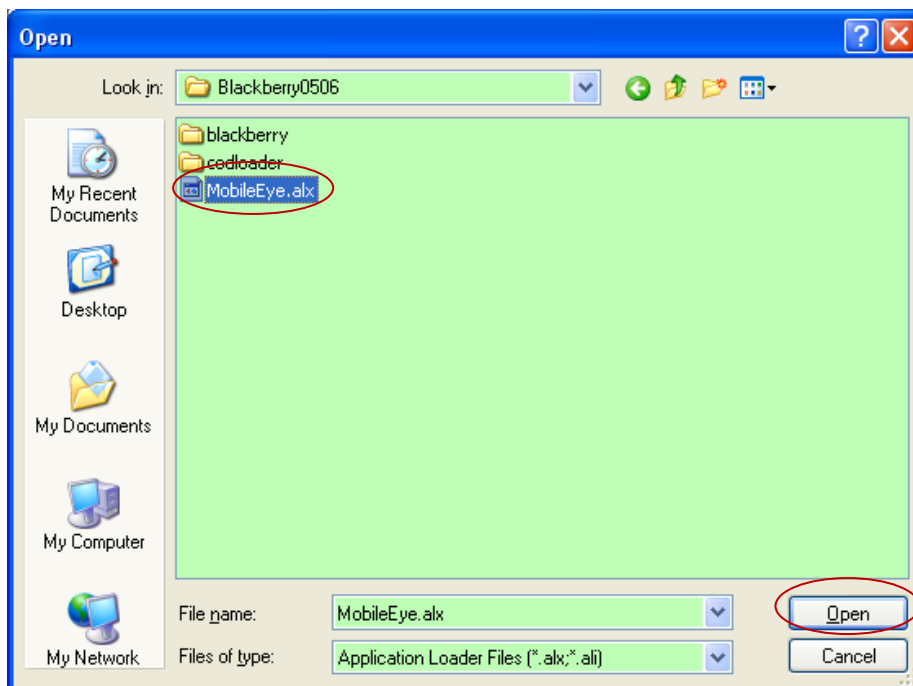 Open
Look in: Blackberry0506
blackberry
codloader
MobileEye.alx
My Recent
Documents
Desktop
My Documents
My Computer
My Network
File name: MobileEye.alx Open
Files of type: Application Loader Files (*.alx;*.ali) Cancel